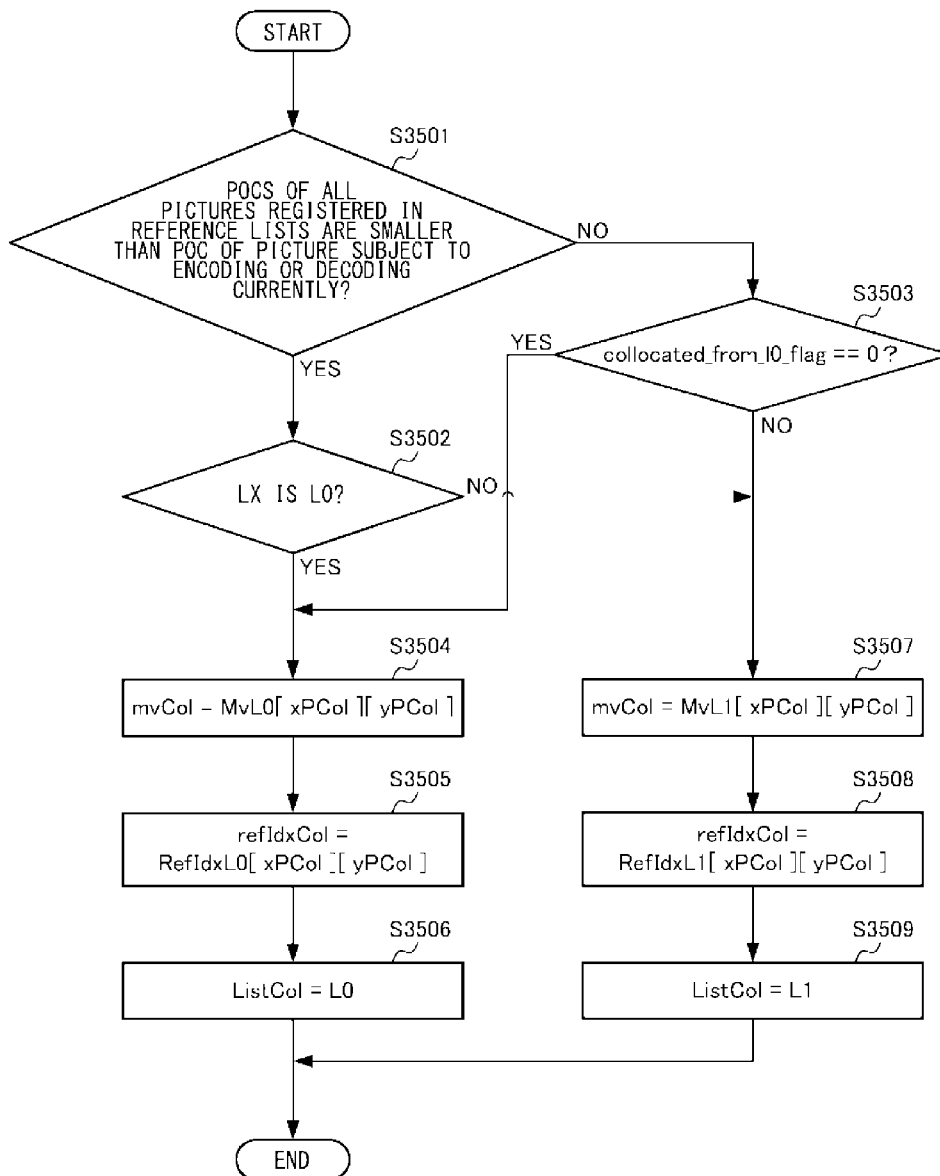 START
S3501
POCS OF ALL
PICTURES REGISTERED IN
REFERENCE LISTS ARE SMALLER
THAN POC OF PICTURE SUBJECT TO
ENCODING OR DECODING
CURRENTLY?
NO
YES
S3503
collocated_from_l0_flag == 0?
YES
NO
S3502
LX IS L0?
NO
YES
S3504
mvCol = MvL0[ xPCol ][ yPCol ]
S3507
mvCol = MvL1[ xPCol ][ yPCol ]
S3505
refIdxCol =
RefIdxL0[ xPCol ][ yPCol ]
S3508
refIdxCol =
RefIdxL1[ xPCol ][ yPCol ]
S3506
ListCol = L0
S3509
ListCol = L1
END